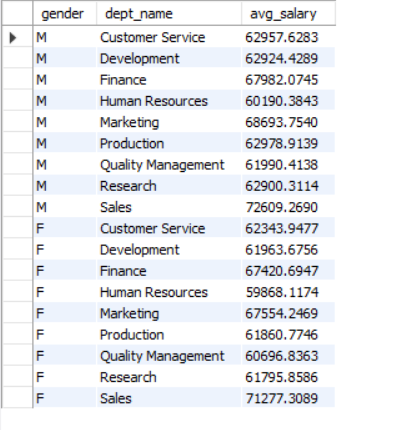 gender dept_name avg_salary
M Customer Service 62957.6283
M Development 62924.4289
M Finance 67982.0745
M Human Resources 60190.3843
M Marketing 68693.7540
M Production 62978.9139
M Quality Management 61990.4138
M Research 62900.3114
M Sales 72609.2690
F Customer Service 62343.9477
F Development 61963.6756
F Finance 67420.6947
F Human Resources 59868.1174
F Marketing 67554.2469
F Production 61860.7746
F Quality Management 60696.8363
F Research 61795.8586
F Sales 71277.3089